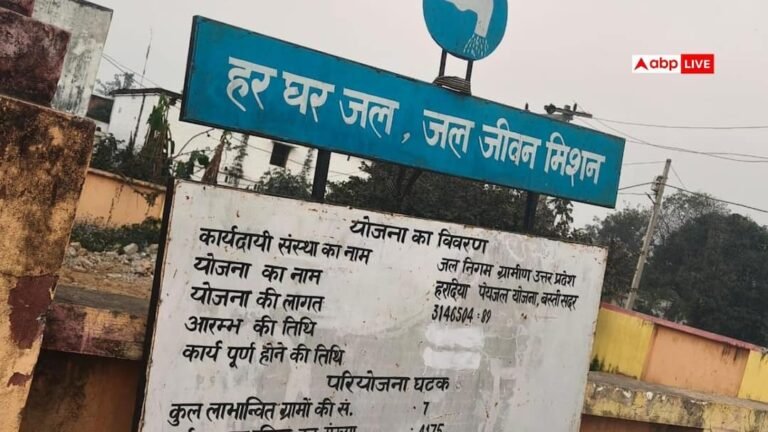 abp LIVE
हर घर जल , जल जीवन मिशन
योजना का विवरण
कार्यदायी संस्था का नाम जल निगम ग्रामीण उत्तर प्रदेश
योजना का नाम हरदिया पेयजल योजना, बस्ती सदर
योजना की लागत 3146504.89
आरम्भ की तिथि
कार्य पूर्ण होने की तिथि
परियोजना घटक
कुल लाभान्वित ग्रामों की सं. 7